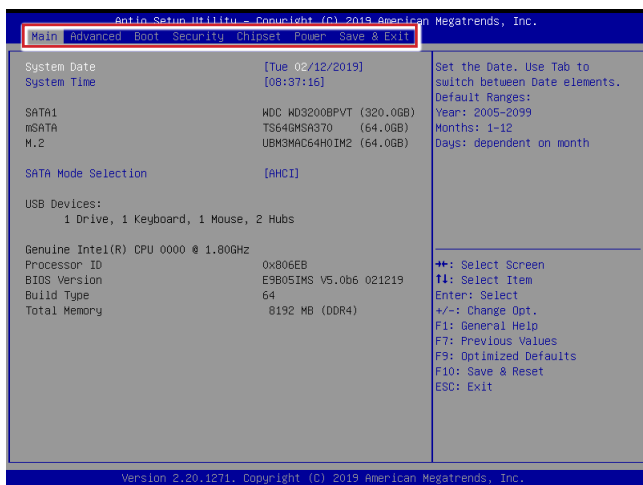 Aptio Setup Utility – Copyright (C) 2019 American Megatrends, Inc.
Main Advanced Boot Security Chipset Power Save & Exit
System Date [Tue 02/12/2019]
System Time [08:37:16]
SATA1 WDC WD3200BPVT (320.0GB)
mSATA TS64GMSA370 (64.0GB)
M.2 UBM3MAC64H0IM2 (64.0GB)
SATA Mode Selection [AHCI]
USB Devices:
1 Drive, 1 Keyboard, 1 Mouse, 2 Hubs
Genuine Intel(R) CPU 0000 @ 1.80GHz
Processor ID 0x806EB
BIOS Version E9B05IMS V5.0b6 021219
Build Type 64
Total Memory 8192 MB (DDR4)
Set the Date. Use Tab to
switch between Date elements.
Default Ranges:
Year: 2005-2099
Months: 1-12
Days: dependent on month
→←: Select Screen
↑↓: Select Item
Enter: Select
+/-: Change Opt.
F1: General Help
F7: Previous Values
F9: Optimized Defaults
F10: Save & Reset
ESC: Exit
Version 2.20.1271. Copyright (C) 2019 American Megatrends, Inc.